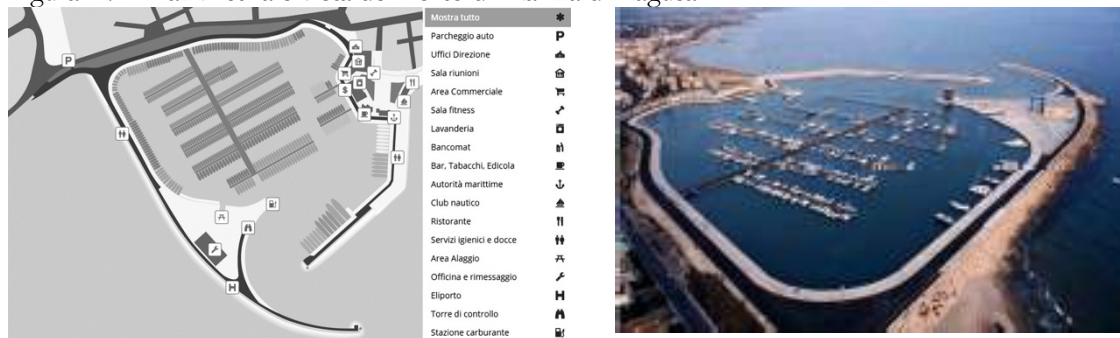 Mostra tutto
Parcheggio auto P
Uffici Direzione
Sala riunioni
Area Commerciale
Sala fitness
Lavanderia
Bancomat
Bar, Tabacchi, Edicola
Autorità marittime
Club nautico
Ristorante
Servizi igienici e docce
Area Alaggio
Officina e rimessaggio
Eliporto H
Torre di controllo
Stazione carburante
P
$
H